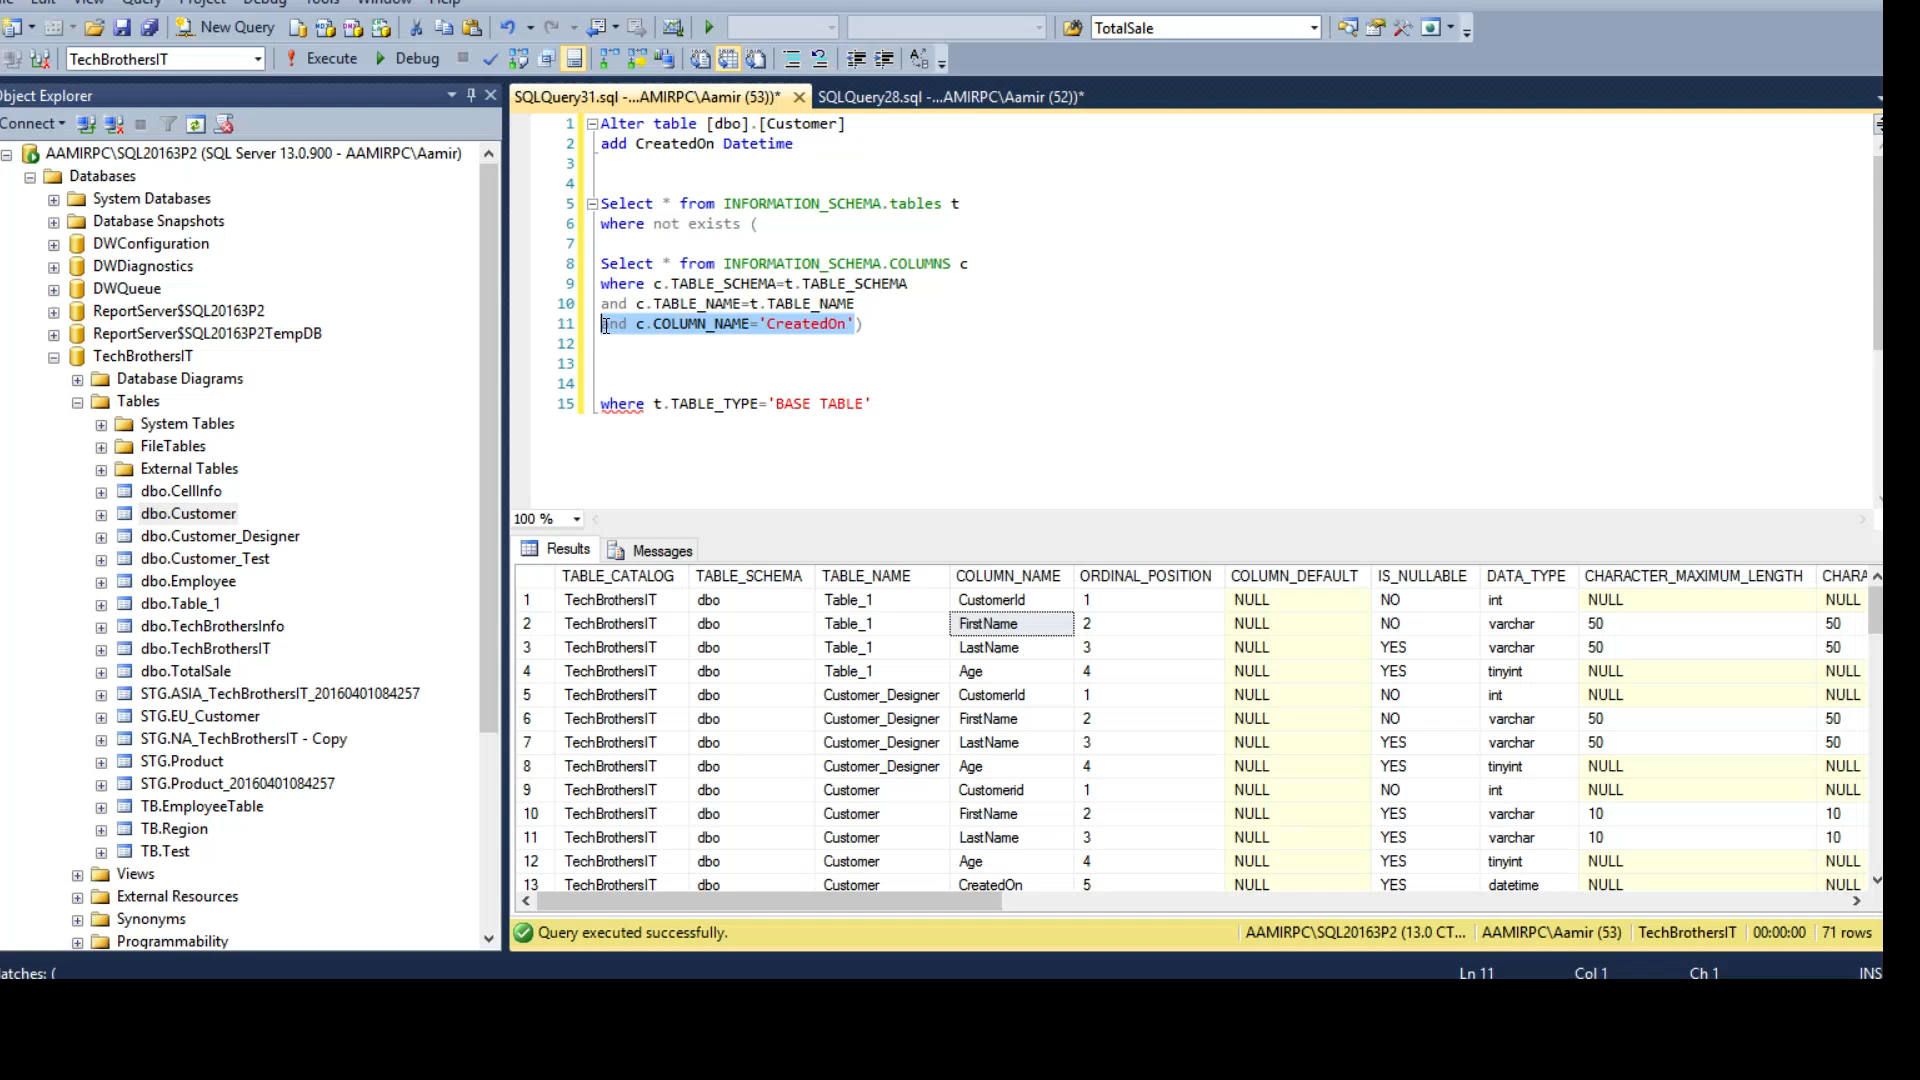 Edit View Query Project Debug Tools Window Help
New Query TotalSale
TechBrothersIT Execute Debug
Object Explorer
SQLQuery31.sql -...AMIRPC\Aamir (53))* SQLQuery28.sql -...AMIRPC\Aamir (52))*
Connect
AAMIRPC\SQL20163P2 (SQL Server 13.0.900 - AAMIRPC\Aamir)
Databases
System Databases
Database Snapshots
DWConfiguration
DWDiagnostics
DWQueue
ReportServer$SQL20163P2
ReportServer$SQL20163P2TempDB
TechBrothersIT
Database Diagrams
Tables
System Tables
FileTables
External Tables
dbo.CellInfo
dbo.Customer
dbo.Customer_Designer
dbo.Customer_Test
dbo.Employee
dbo.Table_1
dbo.TechBrothersInfo
dbo.TechBrothersIT
dbo.TotalSale
STG.ASIA_TechBrothersIT_20160401084257
STG.EU_Customer
STG.NA_TechBrothersIT - Copy
STG.Product
STG.Product_20160401084257
TB.EmployeeTable
TB.Region
TB.Test
Views
External Resources
Synonyms
Programmability
1 Alter table [dbo].[Customer]
2 add CreatedOn Datetime
3
4
5 Select * from INFORMATION_SCHEMA.tables t
6 where not exists (
7
8 Select * from INFORMATION_SCHEMA.COLUMNS c
9 where c.TABLE_SCHEMA=t.TABLE_SCHEMA
10 and c.TABLE_NAME=t.TABLE_NAME
11 and c.COLUMN_NAME='CreatedOn')
12
13
14
15 where t.TABLE_TYPE='BASE TABLE'
100 %
Results Messages
TABLE_CATALOG TABLE_SCHEMA TABLE_NAME COLUMN_NAME ORDINAL_POSITION COLUMN_DEFAULT IS_NULLABLE DATA_TYPE CHARACTER_MAXIMUM_LENGTH CHARA
1 TechBrothersIT dbo Table_1 CustomerId 1 NULL NO int NULL NULL
2 TechBrothersIT dbo Table_1 FirstName 2 NULL NO varchar 50 50
3 TechBrothersIT dbo Table_1 LastName 3 NULL YES varchar 50 50
4 TechBrothersIT dbo Table_1 Age 4 NULL YES tinyint NULL NULL
5 TechBrothersIT dbo Customer_Designer CustomerId 1 NULL NO int NULL NULL
6 TechBrothersIT dbo Customer_Designer FirstName 2 NULL NO varchar 50 50
7 TechBrothersIT dbo Customer_Designer LastName 3 NULL YES varchar 50 50
8 TechBrothersIT dbo Customer_Designer Age 4 NULL YES tinyint NULL NULL
9 TechBrothersIT dbo Customer Customerid 1 NULL NO int NULL NULL
10 TechBrothersIT dbo Customer FirstName 2 NULL YES varchar 10 10
11 TechBrothersIT dbo Customer LastName 3 NULL YES varchar 10 10
12 TechBrothersIT dbo Customer Age 4 NULL YES tinyint NULL NULL
13 TechBrothersIT dbo Customer CreatedOn 5 NULL YES datetime NULL NULL
Query executed successfully. AAMIRPC\SQL20163P2 (13.0 CT... AAMIRPC\Aamir (53) TechBrothersIT 00:00:00 71 rows
atches: ( Ln 11 Col 1 Ch 1 INS